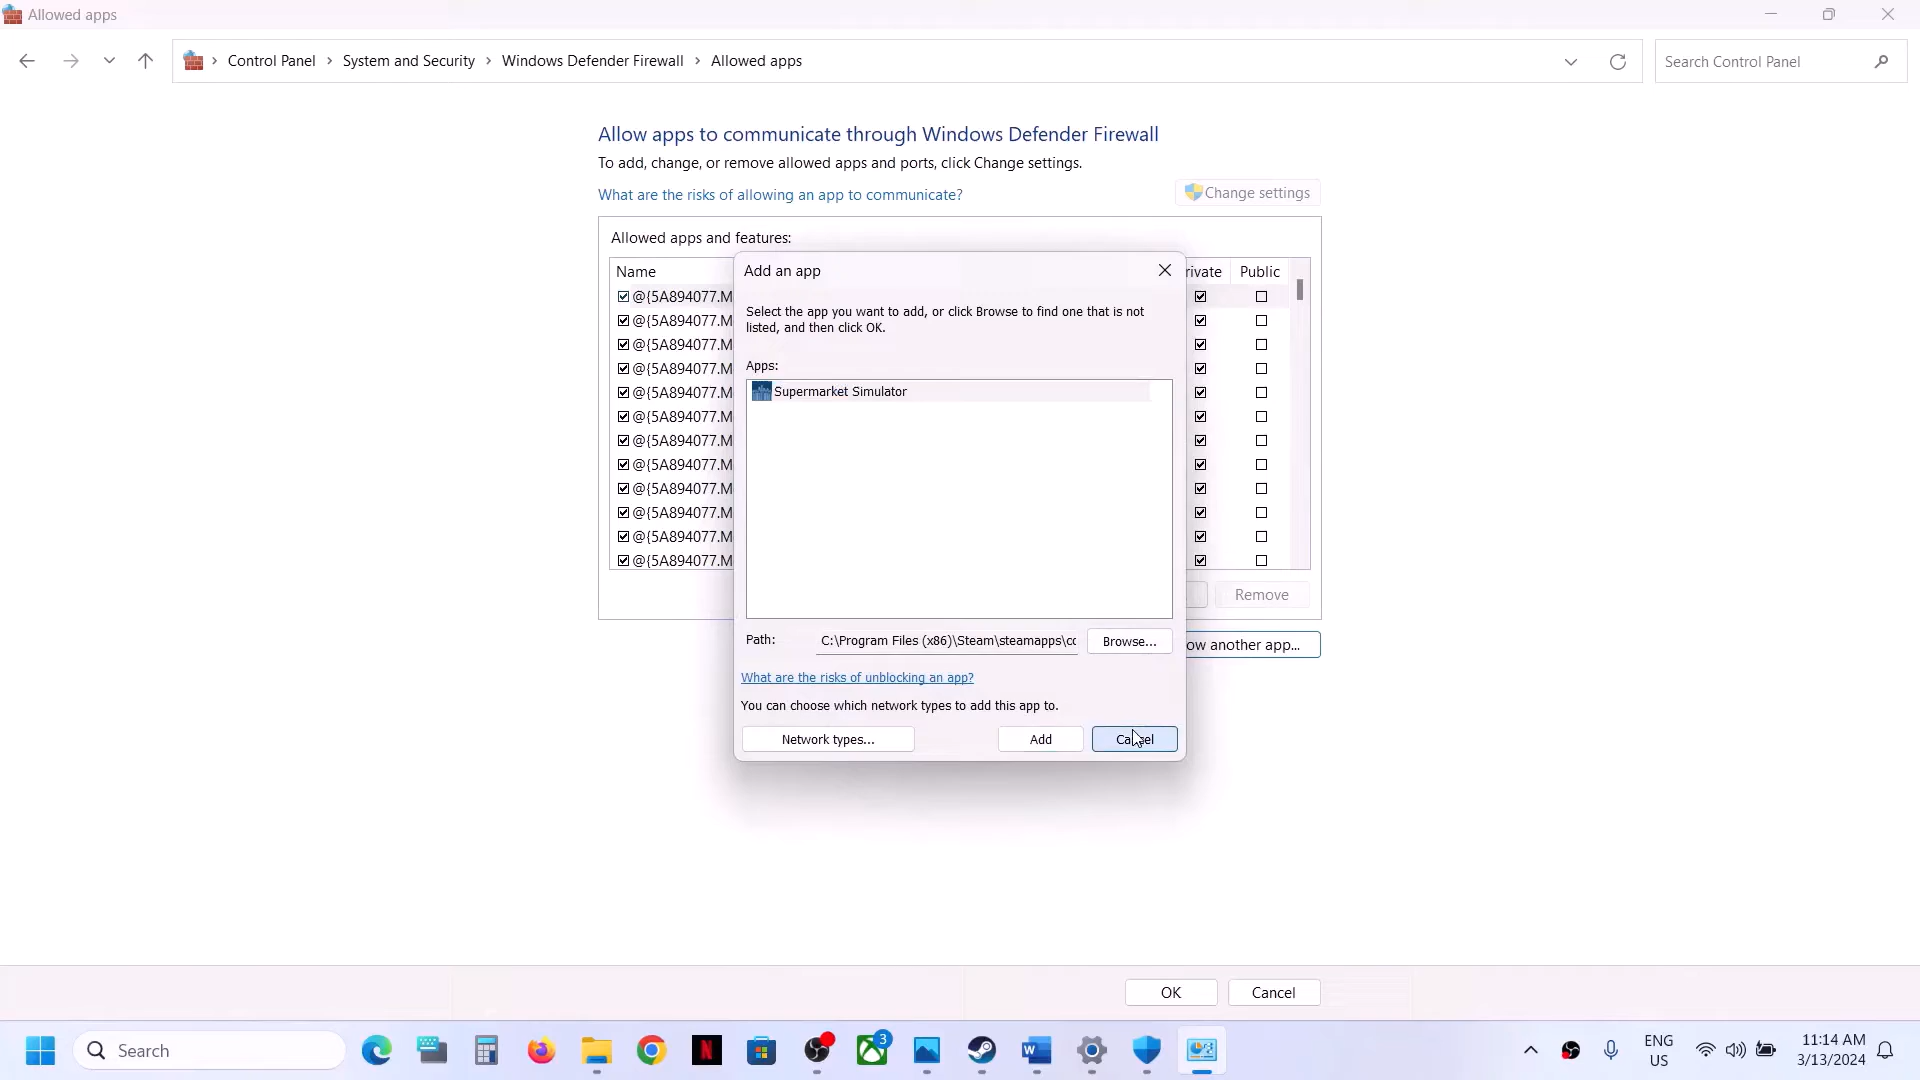 Allowed apps
Control Panel > System and Security > Windows Defender Firewall > Allowed apps
Search Control Panel
Allow apps to communicate through Windows Defender Firewall
To add, change, or remove allowed apps and ports, click Change settings.
What are the risks of allowing an app to communicate?
Change settings
Allowed apps and features:
Name
rivate
Public
@{5A894077.M
@{5A894077.M
@{5A894077.M
@{5A894077.M
@{5A894077.M
@{5A894077.M
@{5A894077.M
@{5A894077.M
@{5A894077.M
@{5A894077.M
@{5A894077.M
@{5A894077.M
Remove
ow another app...
Add an app
Select the app you want to add, or click Browse to find one that is not
listed, and then click OK.
Apps:
Supermarket Simulator
Path:
C:\Program Files (x86)\Steam\steamapps\cc
Browse...
What are the risks of unblocking an app?
You can choose which network types to add this app to.
Network types...
Add
Cancel
OK
Cancel
Search
3
ENG
US
11:14 AM
3/13/2024